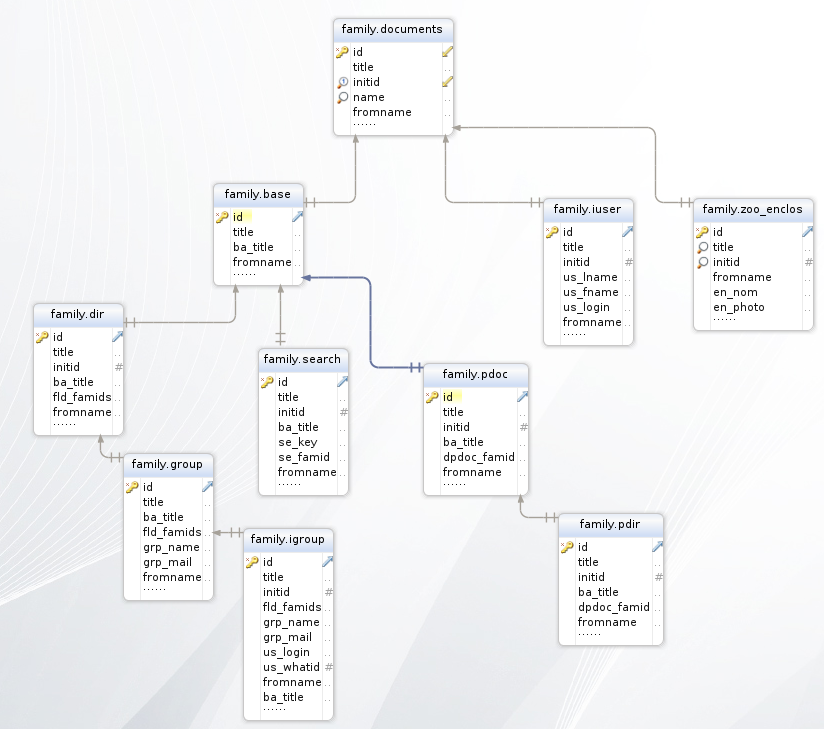 family.documents
id
title
initid
name
fromname
......
family.base
id
title
ba_title
fromname
......
family.iuser
id
title
initid #
us_lname
us_fname
us_login
fromname
......
family.zoo_enclos
id
title
initid #
fromname
en_nom
en_photo
......
family.dir
id
title
initid #
ba_title
fld_famids
fromname
......
family.search
id
title
initid #
ba_title
se_key
se_famid
fromname
......
family.pdoc
id
title
initid #
ba_title
dpdoc_famid
fromname
......
family.group
id
title
ba_title
fld_famids
grp_name
grp_mail
fromname
......
family.igroup
id
title
initid #
fld_famids
grp_name
grp_mail
us_login
us_whatid #
fromname
ba_title
......
family.pdir
id
title
initid #
ba_title
dpdoc_famid
fromname
......